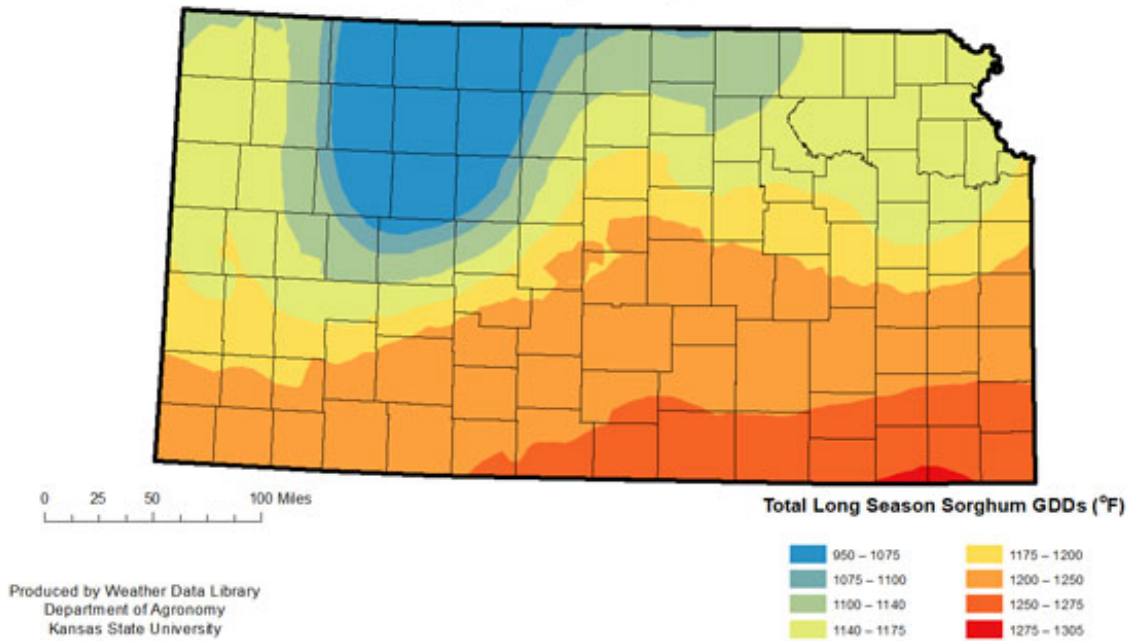 0 25 50 100 Miles
Total Long Season Sorghum GDDs (°F)
950 – 1075
1075 – 1100
1100 – 1140
1140 – 1175
1175 – 1200
1200 – 1250
1250 – 1275
1275 – 1305
Produced by Weather Data Library
Department of Agronomy
Kansas State University